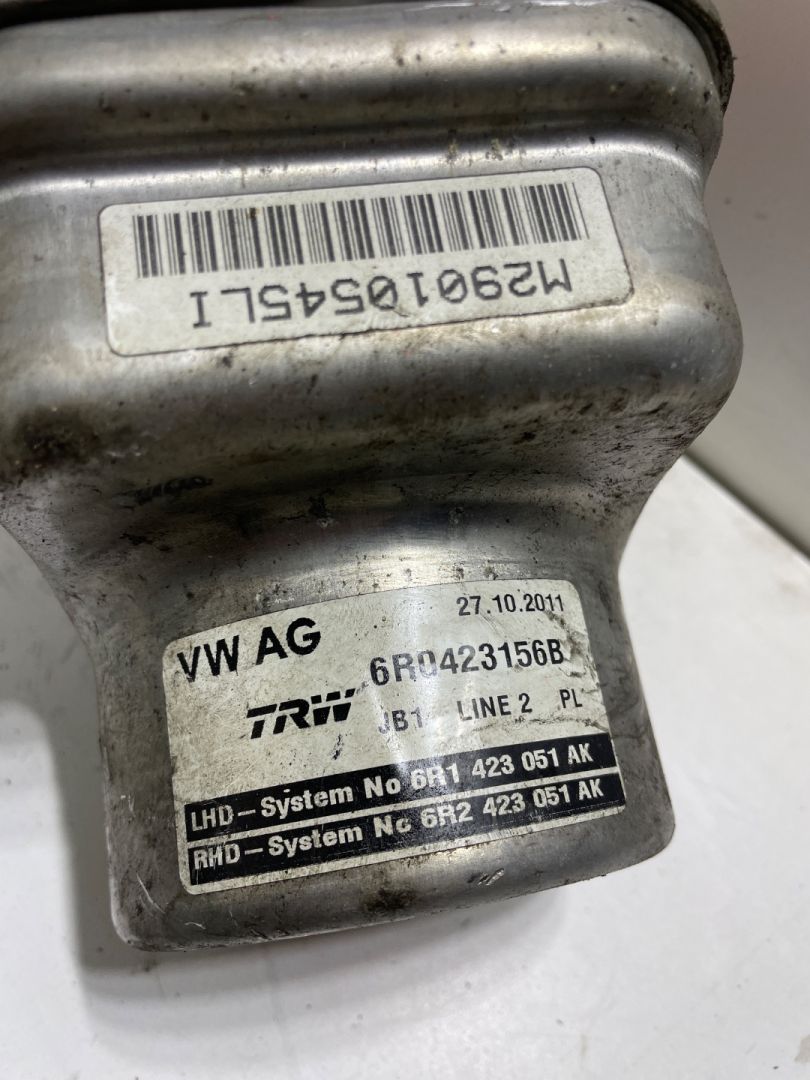 M29010545LI
VW AG 27.10.2011
6R0423156B
TRW JB1 LINE 2 PL
LHD-System No 6R1 423 051 AK
RHD-System No 6R2 423 051 AK